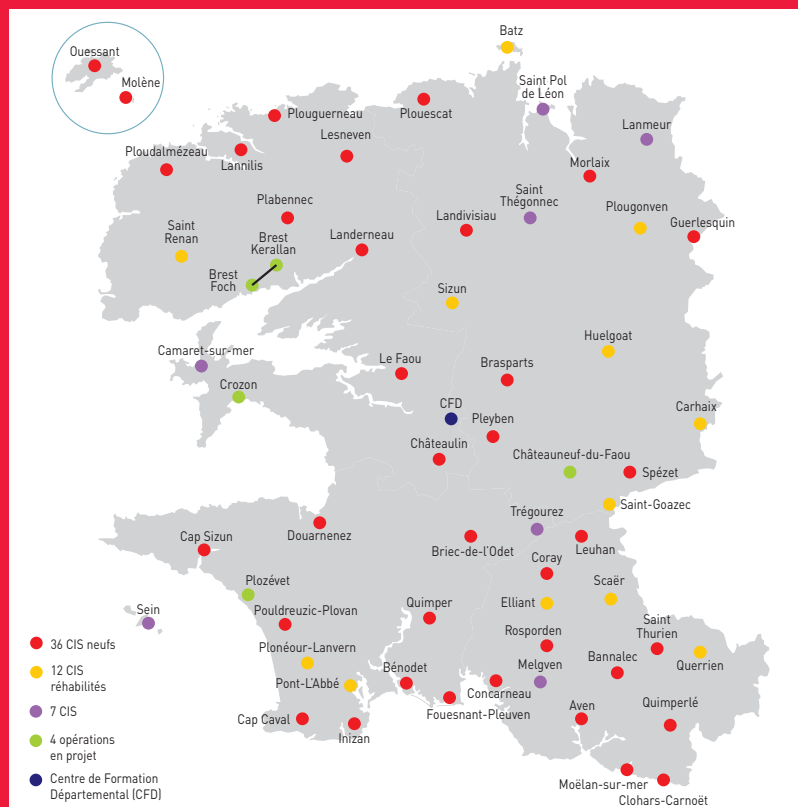 Batz
Ouessant
Molène
Saint Pol
de Léon
Plouguerneau
Plouescat
Lanmeur
Lesneven
Ploudalmézeau
Lannilis
Morlaix
Saint
Thégonnec
Plabennec
Plougonven
Landivisiau
Guerlesquin
Saint
Renan
Brest
Kerallan
Landerneau
Brest
Foch
Sizun
Huelgoat
Camaret-sur-mer
Le Faou
Brasparts
Crozon
CFD
Carhaix
Pleyben
Châteaulin
Châteauneuf-du-Faou
Spézet
Saint-Goazec
Trégourez
Douarnenez
Cap Sizun
Briec-de-l'Odet
Leuhan
Coray
Plozévet
Scaër
Sein
Pouldreuzic-Plovan
Quimper
Elliant
Saint
Thurien
Rosporden
Plonéour-Lanvern
Bannalec
Querrien
Bénodet
Melgven
Pont-L'Abbé
Concarneau
Quimperlé
Cap Caval
Fouesnant-Pleuven
Aven
Inizan
Moëlan-sur-mer
Clohars-Carnoët
36 CIS neufs
12 CIS
réhabilités
7 CIS
4 opérations
en projet
Centre de Formation
Départemental (CFD)